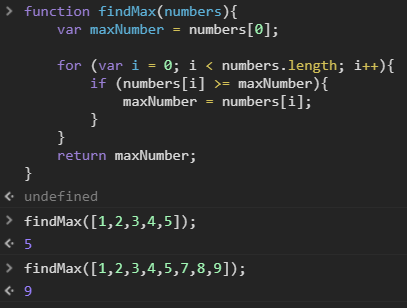 > function findMax(numbers){
    var maxNumber = numbers[0];

    for (var i = 0; i < numbers.length; i++){
        if (numbers[i] >= maxNumber){
            maxNumber = numbers[i];
        }
    }
    return maxNumber;
}
< undefined
> findMax([1,2,3,4,5]);
< 5
> findMax([1,2,3,4,5,7,8,9]);
< 9